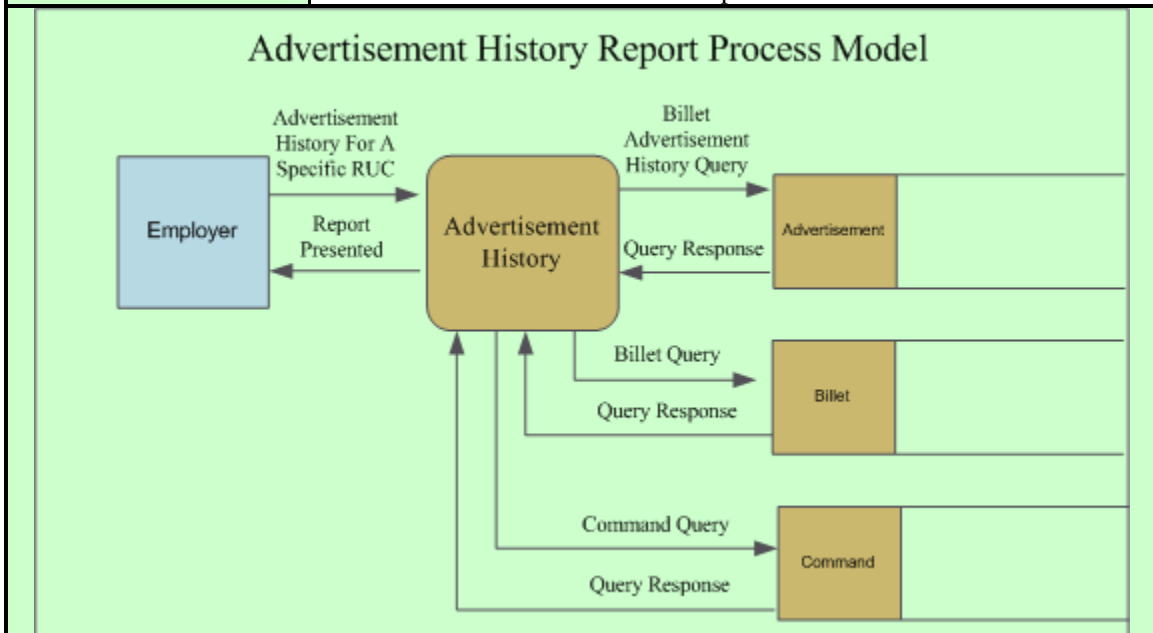 Advertisement History Report Process Model
Advertisement
History For A
Specific RUC
Billet
Advertisement
History Query
Employer
Advertisement
History
Advertisement
Report
Presented
Query Response
Billet Query
Billet
Query Response
Command Query
Command
Query Response